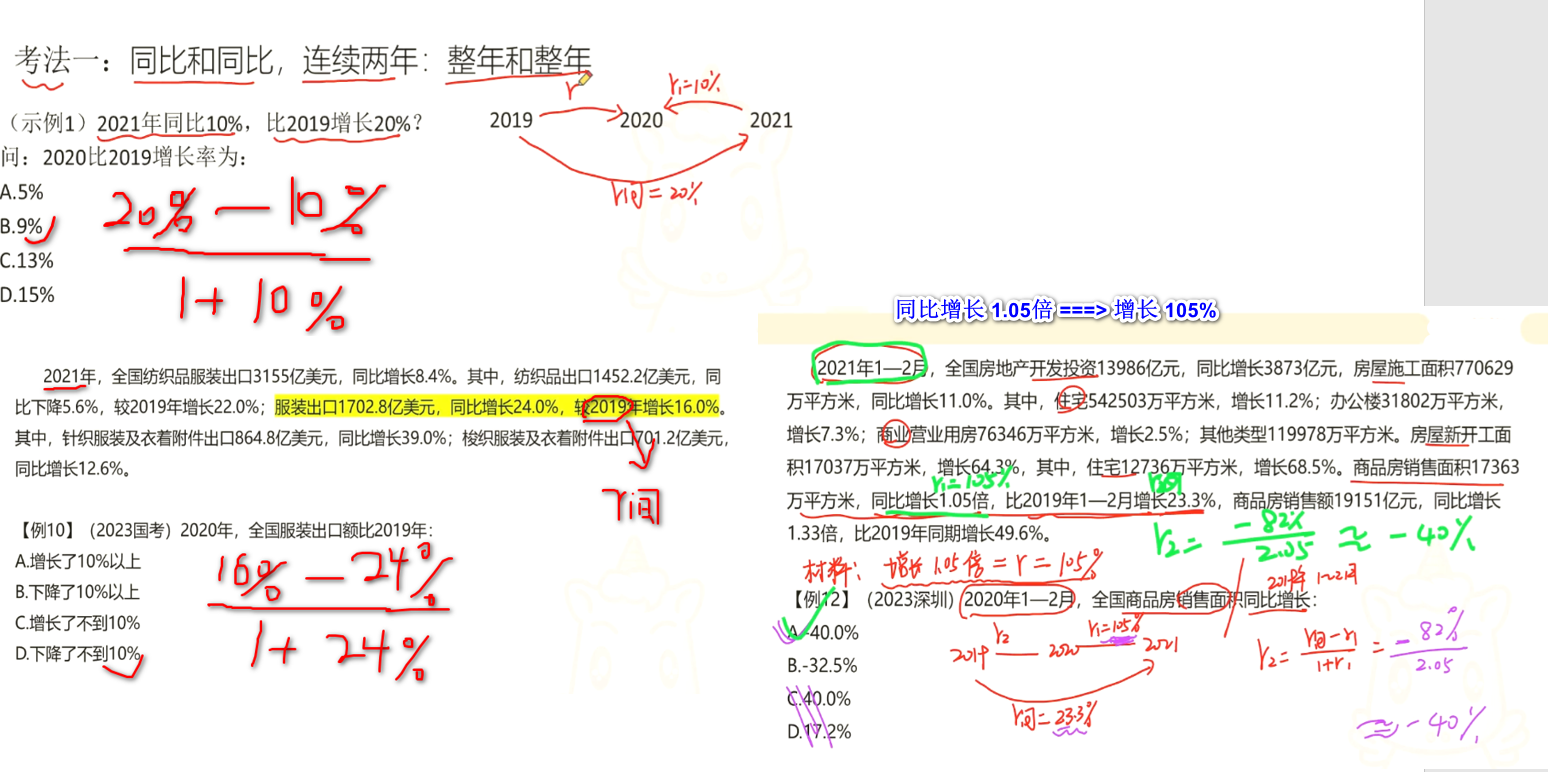 考法一：同比和同比，连续两年：整年和整年
r
r₁=10%
（示例1）2021年同比10%，比2019增长20%？
2019 2020 2021
问：2020比2019增长率为：
r间=20%
A.5%
B.9%
C.13%
D.15%
20%—10%
1+10%
2021年，全国纺织品服装出口3155亿美元，同比增长8.4%。其中，纺织品出口1452.2亿美元，同
比下降5.6%，较2019年增长22.0%；服装出口1702.8亿美元，同比增长24.0%，较2019年增长16.0%。
其中，针织服装及衣着附件出口864.8亿美元，同比增长39.0%；梭织服装及衣着附件出口701.2亿美元，
同比增长12.6%。
r间
【例10】（2023国考）2020年，全国服装出口额比2019年：
A.增长了10%以上
B.下降了10%以上
C.增长了不到10%
D.下降了不到10%
16%—24%
1+24%
同比增长 1.05倍 ===> 增长 105%
2021年1—2月，全国房地产开发投资13986亿元，同比增长3873亿元，房屋施工面积770629
万平方米，同比增长11.0%。其中，住宅542503万平方米，增长11.2%；办公楼31802万平方米，
增长7.3%；商业营业用房76346万平方米，增长2.5%；其他类型119978万平方米。房屋新开工面
积17037万平方米，增长64.3%，其中，住宅12736万平方米，增长68.5%。商品房销售面积17363
r₁=105%
r间
万平方米，同比增长1.05倍，比2019年1—2月增长23.3%，商品房销售额19151亿元，同比增长
1.33倍，比2019年同期增长49.6%。
r₂=-82%/2.05≈-40%
材料：增长1.05倍=r=105%
2019年1~2月
【例12】（2023深圳）2020年1—2月，全国商品房销售面积同比增长：
A.-40.0%
B.-32.5%
C.40.0%
D.17.2%
r₂ r₁=105%
2019 2020 2021
r间=23.3%
r₂=r间-r₁/1+r₁=-82%/2.05
≈-40%